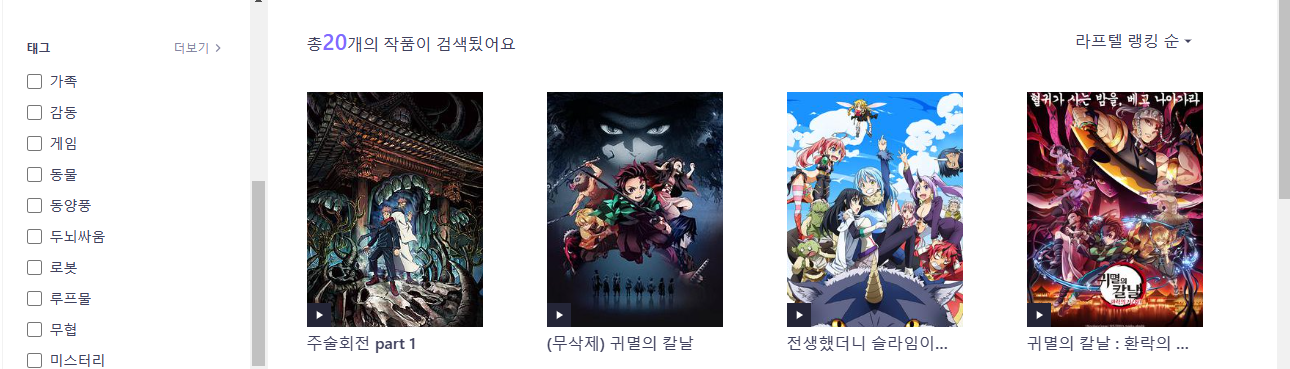 태그
더보기 >
가족
감동
게임
동물
동양풍
두뇌싸움
로봇
루프물
무협
미스터리
총20개의 작품이 검색됬어요
라프텔 랭킹 순
혈귀가 사는 밤을, 베고 나아가라
귀멸의
칼날
주술회전 part 1
(무삭제) 귀멸의 칼날
전생했더니 슬라임이...
귀멸의 칼날 : 환락의 ...